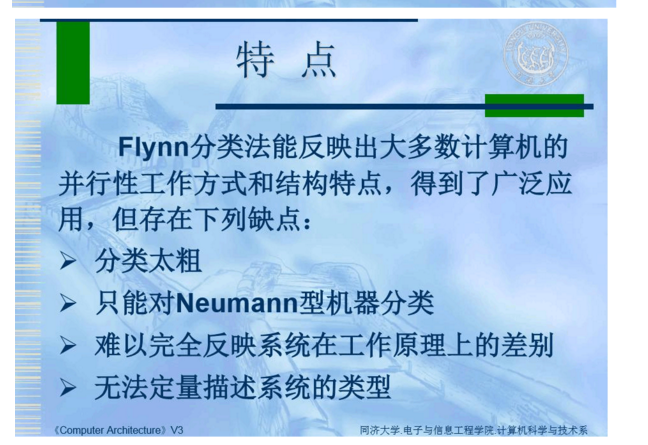 特 点
Flynn分类法能反映出大多数计算机的
并行性工作方式和结构特点，得到了广泛应
用，但存在下列缺点：
➢ 分类太粗
➢ 只能对Neumann型机器分类
➢ 难以完全反映系统在工作原理上的差别
➢ 无法定量描述系统的类型
《Computer Architecture》V3
同济大学.电子与信息工程学院.计算机科学与技术系